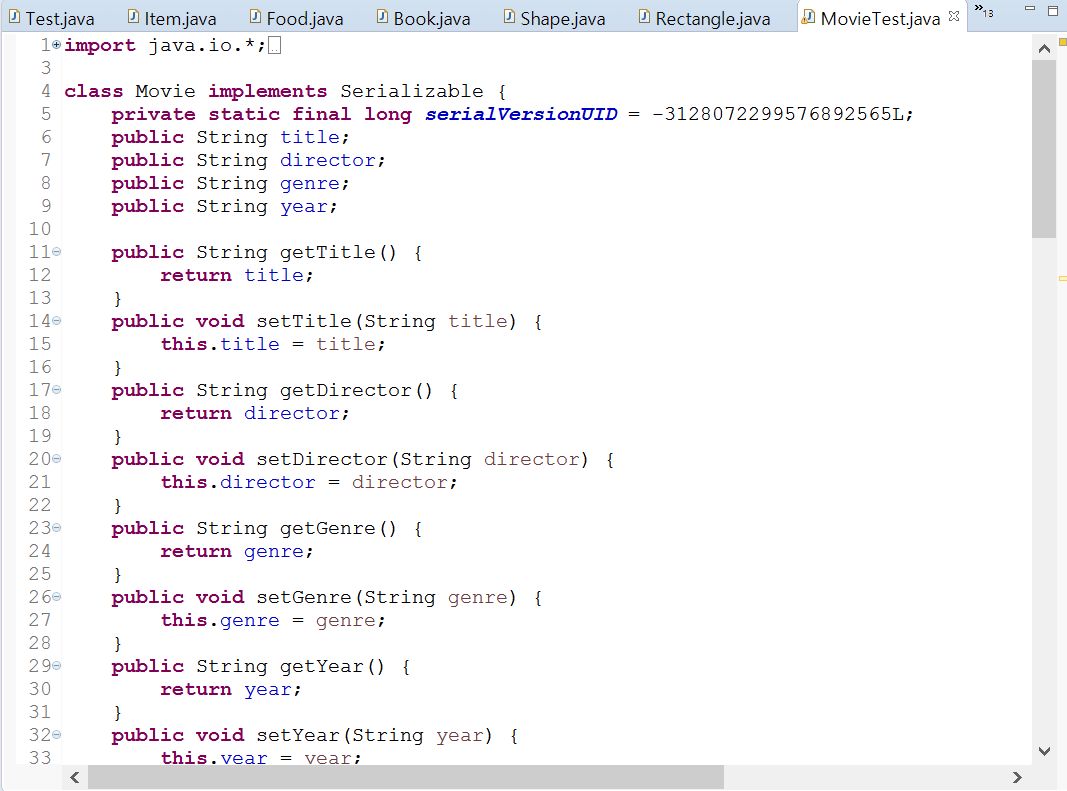 Test.java Item.java Food.java Book.java Shape.java Rectangle.java MovieTest.java »13
1 import java.io.*;
3
4 class Movie implements Serializable {
5 private static final long serialVersionUID = -3128072299576892565L;
6 public String title;
7 public String director;
8 public String genre;
9 public String year;
10
11 public String getTitle() {
12 return title;
13 }
14 public void setTitle(String title) {
15 this.title = title;
16 }
17 public String getDirector() {
18 return director;
19 }
20 public void setDirector(String director) {
21 this.director = director;
22 }
23 public String getGenre() {
24 return genre;
25 }
26 public void setGenre(String genre) {
27 this.genre = genre;
28 }
29 public String getYear() {
30 return year;
31 }
32 public void setYear(String year) {
33 this.year = year;